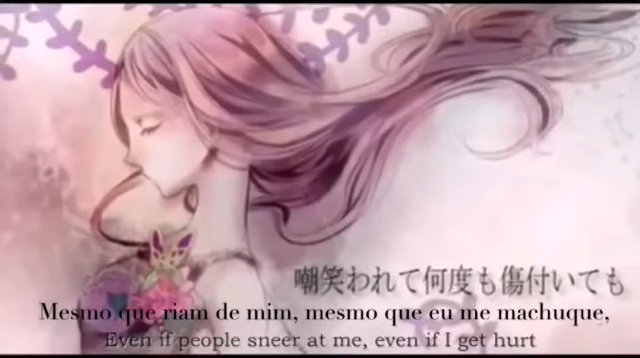 嘲笑われて何度も傷付いても
Mesmo que riam de mim, mesmo que eu me machuque,
Even if people sneer at me, even if I get hurt